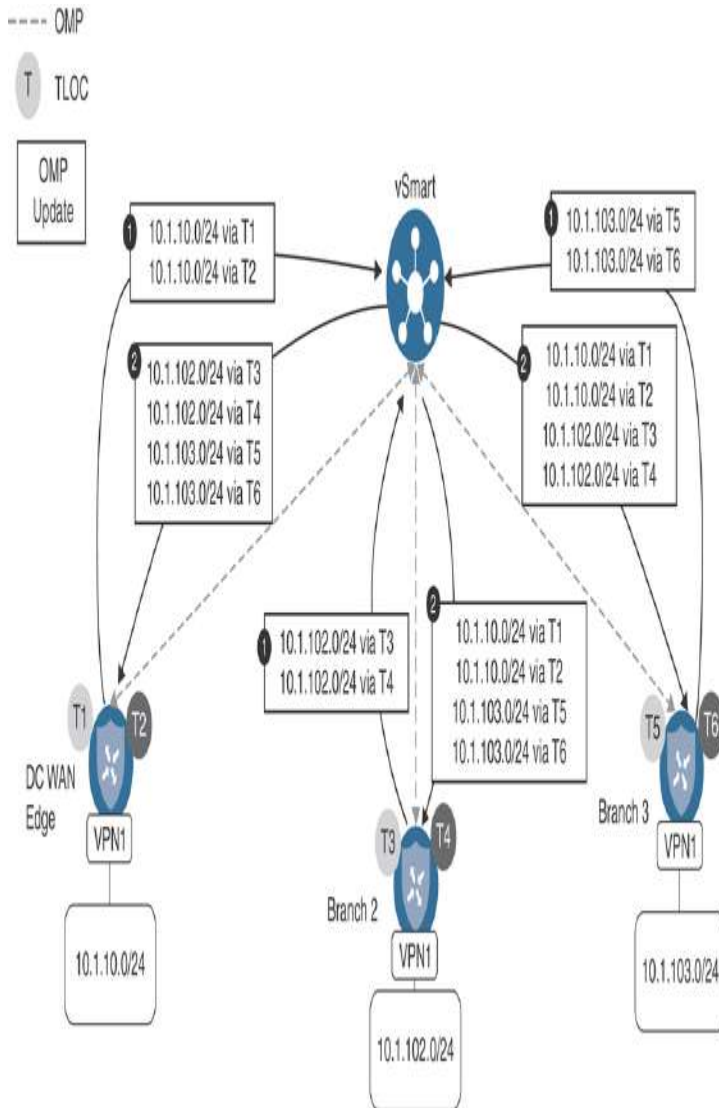 OMP
T TLOC
OMP
Update
vSmart
1
10.1.10.0/24 via T1
10.1.10.0/24 via T2
1
10.1.103.0/24 via T5
10.1.103.0/24 via T6
2
10.1.102.0/24 via T3
10.1.102.0/24 via T4
10.1.103.0/24 via T5
10.1.103.0/24 via T6
2
10.1.10.0/24 via T1
10.1.10.0/24 via T2
10.1.102.0/24 via T3
10.1.102.0/24 via T4
1
10.1.102.0/24 via T3
10.1.102.0/24 via T4
2
10.1.10.0/24 via T1
10.1.10.0/24 via T2
10.1.103.0/24 via T5
10.1.103.0/24 via T6
T1 T2
DC WAN
Edge
VPN1
10.1.10.0/24
T3 T4
Branch 2
VPN1
10.1.102.0/24
T5 T6
Branch 3
VPN1
10.1.103.0/24